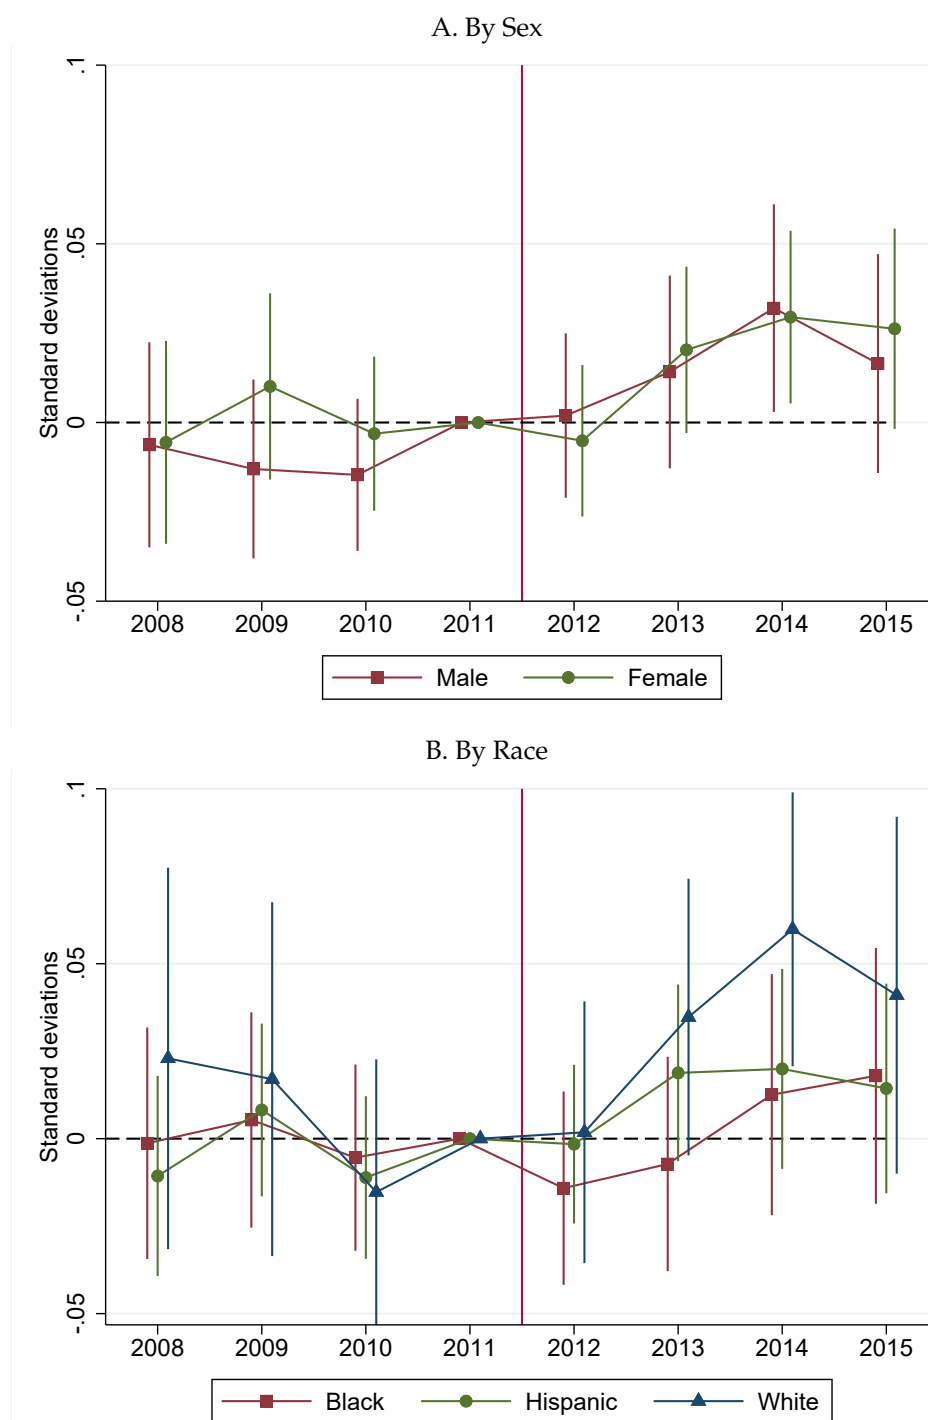 A. By Sex
.1
.05
0
-.05
Standard deviations
2008 2009 2010 2011 2012 2013 2014 2015
Male Female
B. By Race
.1
.05
0
-.05
Standard deviations
2008 2009 2010 2011 2012 2013 2014 2015
Black Hispanic White